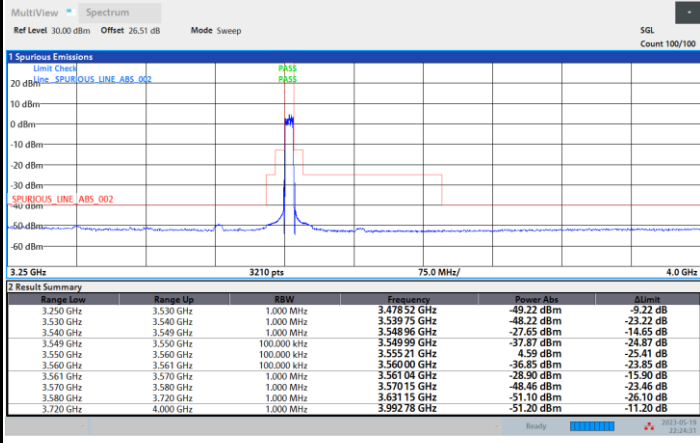 MultiView Spectrum
Ref Level 30.00 dBm Offset 26.51 dB Mode Sweep SGL
Count 100/100
1 Spurious Emissions
Limit Check PASS
Line SPURIOUS_LINE_ABS_002 PASS
20 dBm
10 dBm
0 dBm
-10 dBm
-20 dBm
-30 dBm
SPURIOUS_LINE_ABS_002
-40 dBm
-50 dBm
-60 dBm
3.25 GHz 3210 pts 75.0 MHz/ 4.0 GHz
2 Result Summary
Range Low Range Up RBW Frequency Power Abs ΔLimit
3.250 GHz 3.530 GHz 1.000 MHz 3.478 52 GHz -49.22 dBm -9.22 dB
3.530 GHz 3.540 GHz 1.000 MHz 3.539 75 GHz -48.22 dBm -23.22 dB
3.540 GHz 3.549 GHz 1.000 MHz 3.548 96 GHz -27.65 dBm -14.65 dB
3.549 GHz 3.550 GHz 100.000 kHz 3.549 99 GHz -37.87 dBm -24.87 dB
3.550 GHz 3.560 GHz 100.000 kHz 3.555 21 GHz 4.59 dBm -25.41 dB
3.560 GHz 3.561 GHz 100.000 kHz 3.560 00 GHz -36.85 dBm -23.85 dB
3.561 GHz 3.570 GHz 1.000 MHz 3.561 04 GHz -28.90 dBm -15.90 dB
3.570 GHz 3.580 GHz 1.000 MHz 3.570 15 GHz -48.46 dBm -23.46 dB
3.580 GHz 3.720 GHz 1.000 MHz 3.631 15 GHz -51.10 dBm -26.10 dB
3.720 GHz 4.000 GHz 1.000 MHz 3.992 78 GHz -51.20 dBm -11.20 dB
Ready 2023-05-19
22:24:31